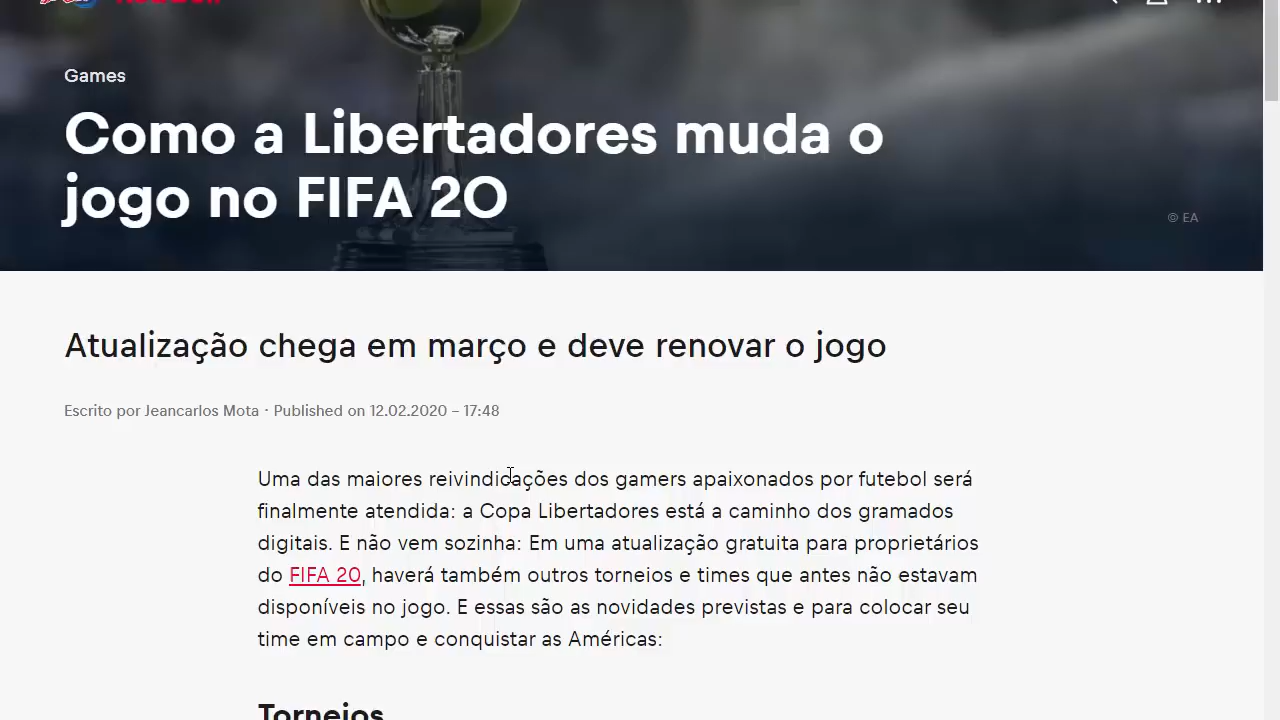 Games
Como a Libertadores muda o
jogo no FIFA 20
© EA
Atualização chega em março e deve renovar o jogo
Escrito por Jeancarlos Mota · Published on 12.02.2020 – 17:48
Uma das maiores reivindicações dos gamers apaixonados por futebol será
finalmente atendida: a Copa Libertadores está a caminho dos gramados
digitais. E não vem sozinha: Em uma atualização gratuita para proprietários
do FIFA 20, haverá também outros torneios e times que antes não estavam
disponíveis no jogo. E essas são as novidades previstas e para colocar seu
time em campo e conquistar as Américas:
Torneios